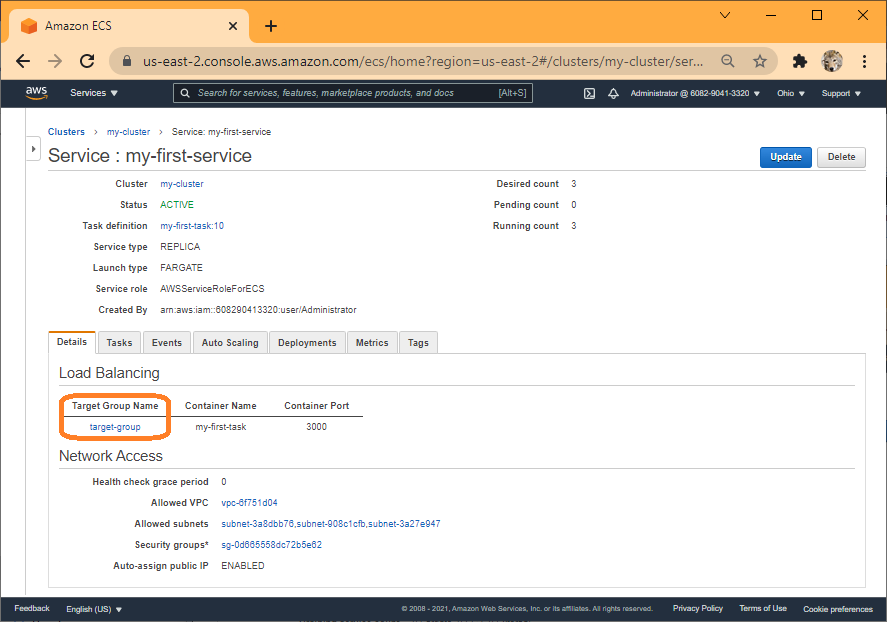 Amazon ECS
us-east-2.console.aws.amazon.com/ecs/home?region=us-east-2#/clusters/my-cluster/ser...
aws Services Search for services, features, marketplace products, and docs [Alt+S] Administrator @ 6082-9041-3320 Ohio Support
Clusters > my-cluster > Service: my-first-service
Service : my-first-service Update Delete
Cluster my-cluster Desired count 3
Status ACTIVE Pending count 0
Task definition my-first-task:10 Running count 3
Service type REPLICA
Launch type FARGATE
Service role AWSServiceRoleForECS
Created By arn:aws:iam::608290413320:user/Administrator
Details Tasks Events Auto Scaling Deployments Metrics Tags
Load Balancing
Target Group Name Container Name Container Port
target-group my-first-task 3000
Network Access
Health check grace period 0
Allowed VPC vpc-6f751d04
Allowed subnets subnet-3a8dbb76,subnet-908c1cfb,subnet-3a27e947
Security groups* sg-0d665558dc72b5e62
Auto-assign public IP ENABLED
Feedback English (US) © 2008 - 2021, Amazon Web Services, Inc. or its affiliates. All rights reserved. Privacy Policy Terms of Use Cookie preferences